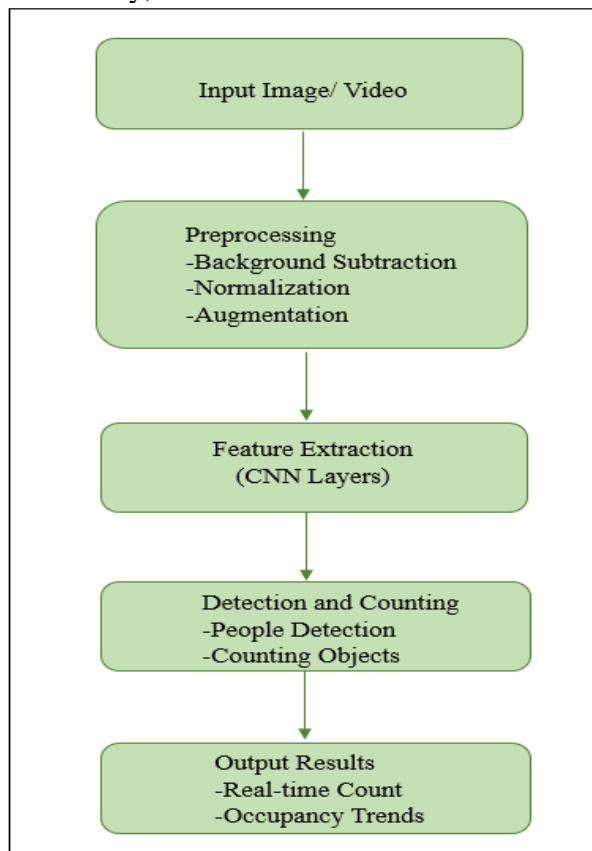 Input Image/ Video
Preprocessing
-Background Subtraction
-Normalization
-Augmentation
Feature Extraction
(CNN Layers)
Detection and Counting
-People Detection
-Counting Objects
Output Results
-Real-time Count
-Occupancy Trends